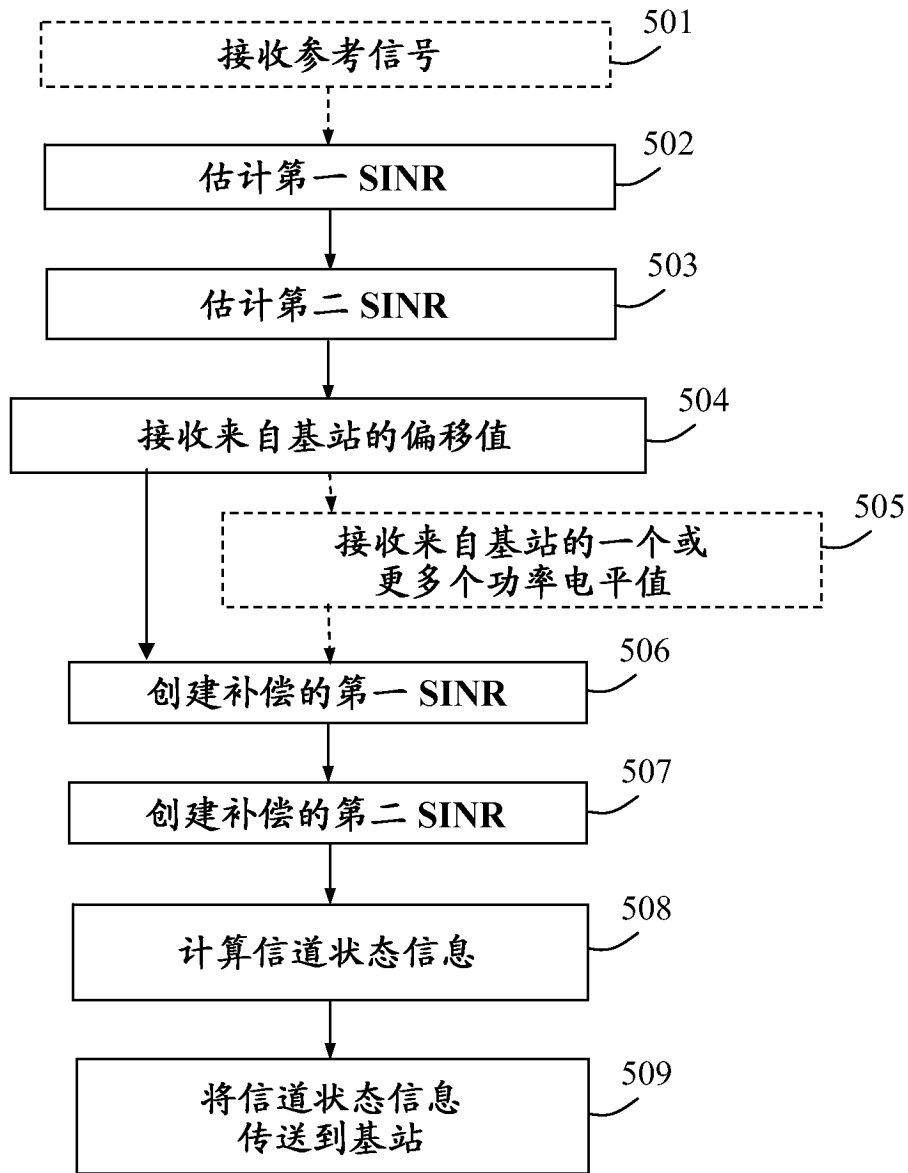 501
接收参考信号
502
估计第一 SINR
503
估计第二 SINR
504
接收来自基站的偏移值
505
接收来自基站的一个或
更多个功率电平值
506
创建补偿的第一 SINR
507
创建补偿的第二 SINR
508
计算信道状态信息
509
将信道状态信息
传送到基站